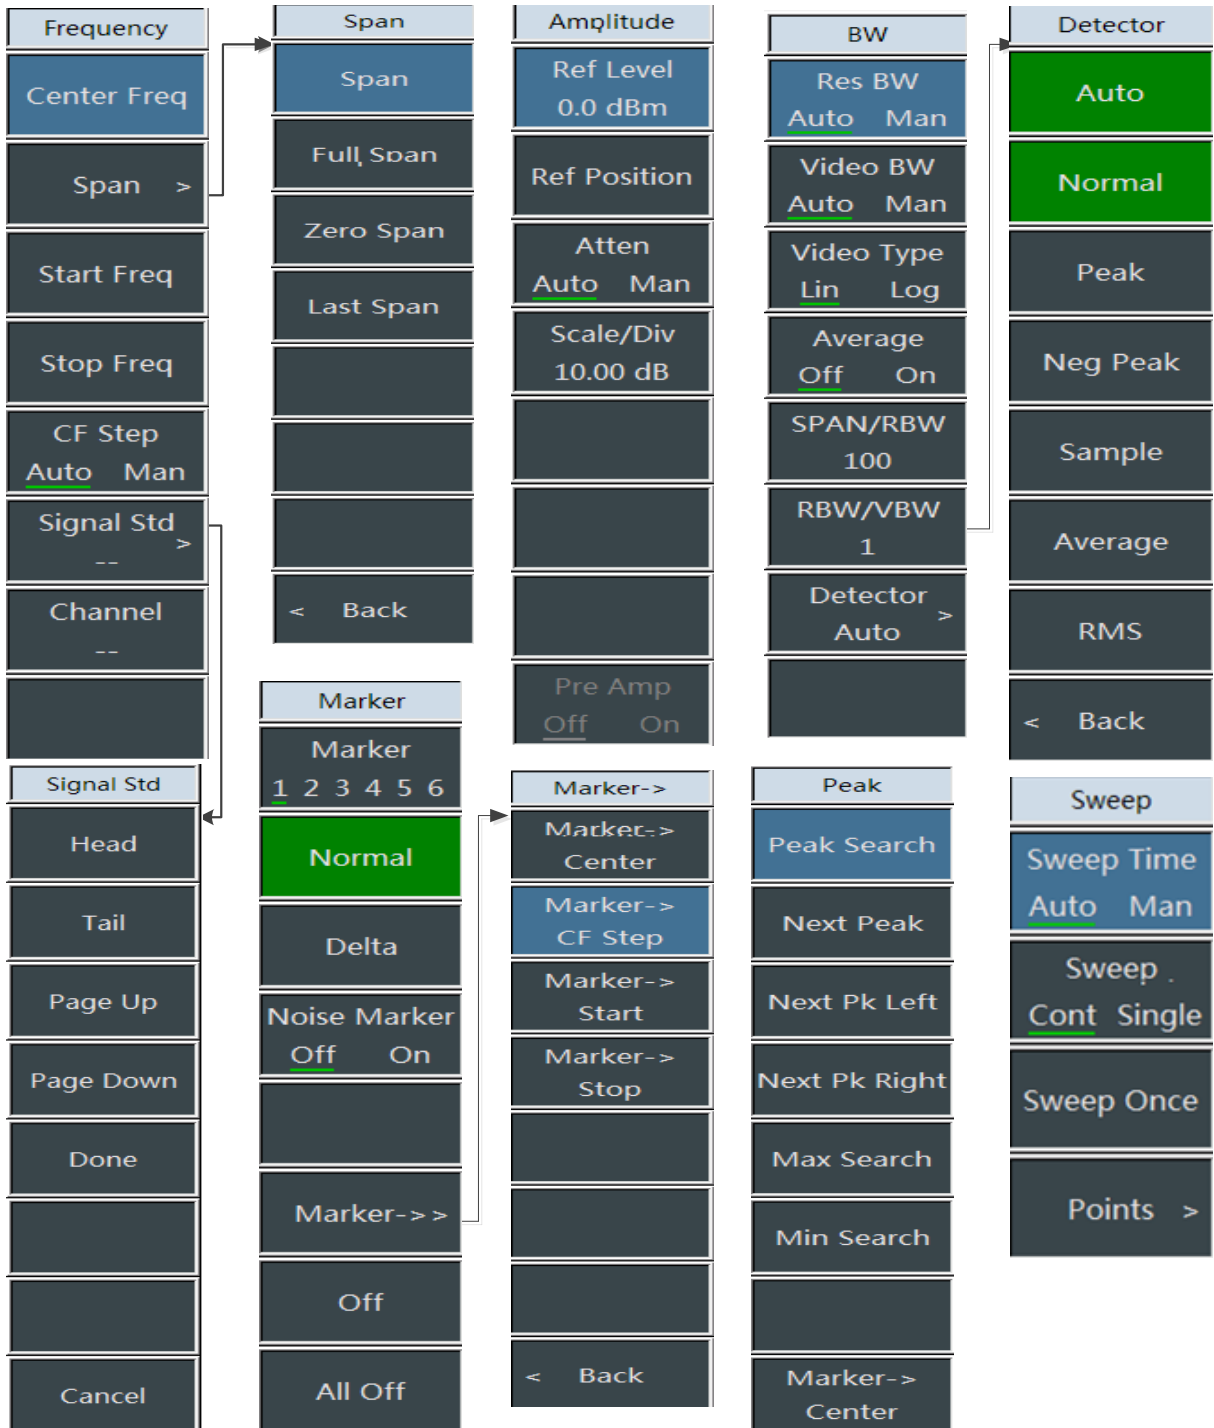 Frequency
Center Freq
Span >
Start Freq
Stop Freq
CF Step
Auto Man
Signal Std
>
--
Channel
--
Span
Span
Full Span
Zero Span
Last Span
< Back
Amplitude
Ref Level
0.0 dBm
Ref Position
Atten
Auto Man
Scale/Div
10.00 dB
Pre Amp
Off On
BW
Res BW
Auto Man
Video BW
Auto Man
Video Type
Lin Log
Average
Off On
SPAN/RBW
100
RBW/VBW
1
Detector
>
Auto
Detector
Auto
Normal
Peak
Neg Peak
Sample
Average
RMS
< Back
Signal Std
Head
Tail
Page Up
Page Down
Done
Cancel
Marker
Marker
1 2 3 4 5 6
Normal
Delta
Noise Marker
Off On
Marker->>
Off
All Off
Marker->
Marker->
Center
Marker->
CF Step
Marker->
Start
Marker->
Stop
< Back
Peak
Peak Search
Next Peak
Next Pk Left
Next Pk Right
Max Search
Min Search
Marker->
Center
Sweep
Sweep Time
Auto Man
Sweep
Cont Single
Sweep Once
Points >